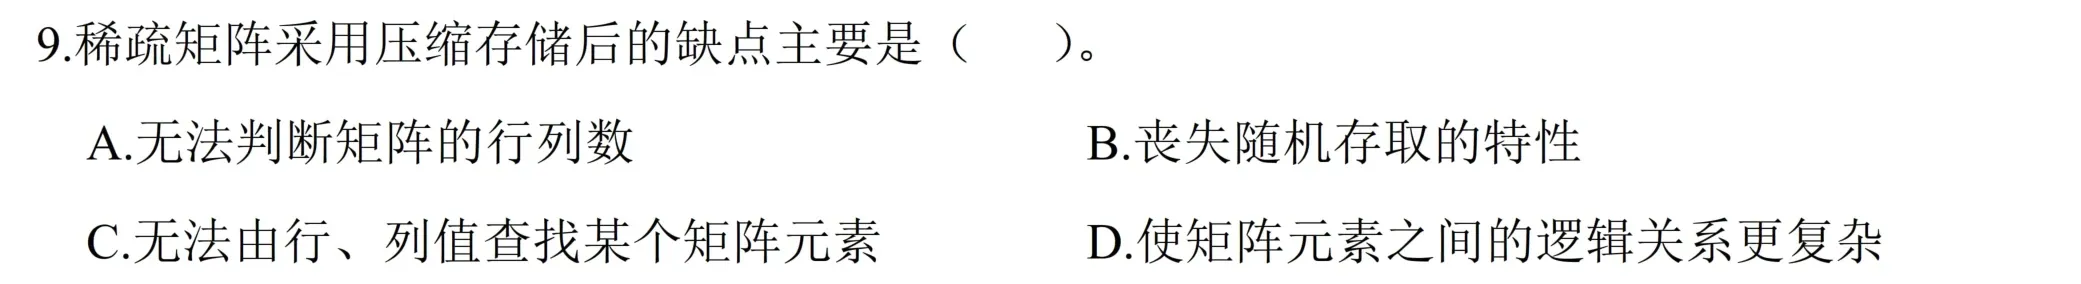 9.稀疏矩阵采用压缩存储后的缺点主要是（　　）。
A.无法判断矩阵的行列数　　B.丧失随机存取的特性
C.无法由行、列值查找某个矩阵元素　　D.使矩阵元素之间的逻辑关系更复杂